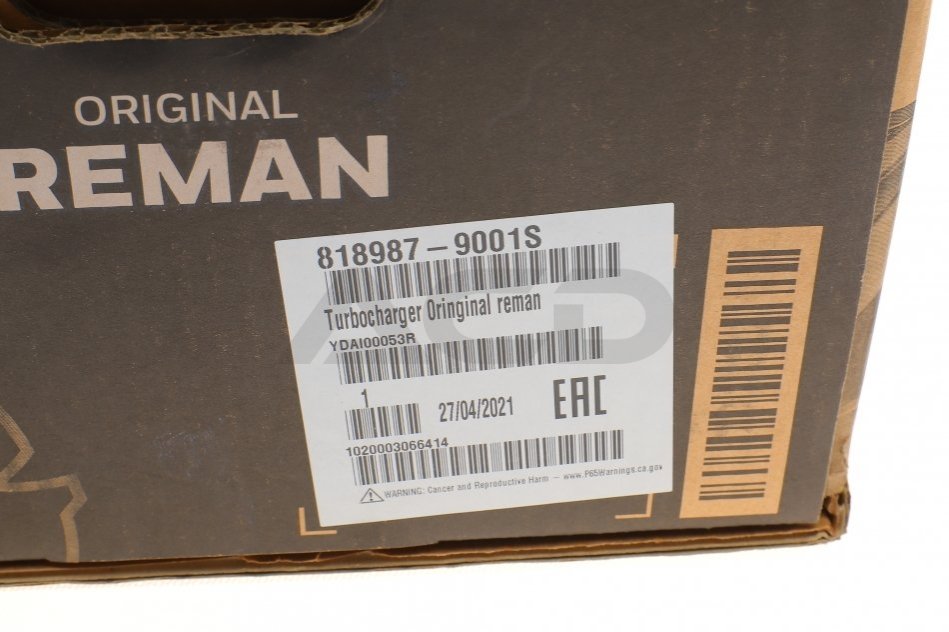 ORIGINAL
REMAN
818987-9001S
Turbocharger Oringinal reman
YDAI00053R
1
27/04/2021
EAC
1020003066414
WARNING: Cancer and Reproductive Harm - www.P65Warnings.ca.gov
ACD